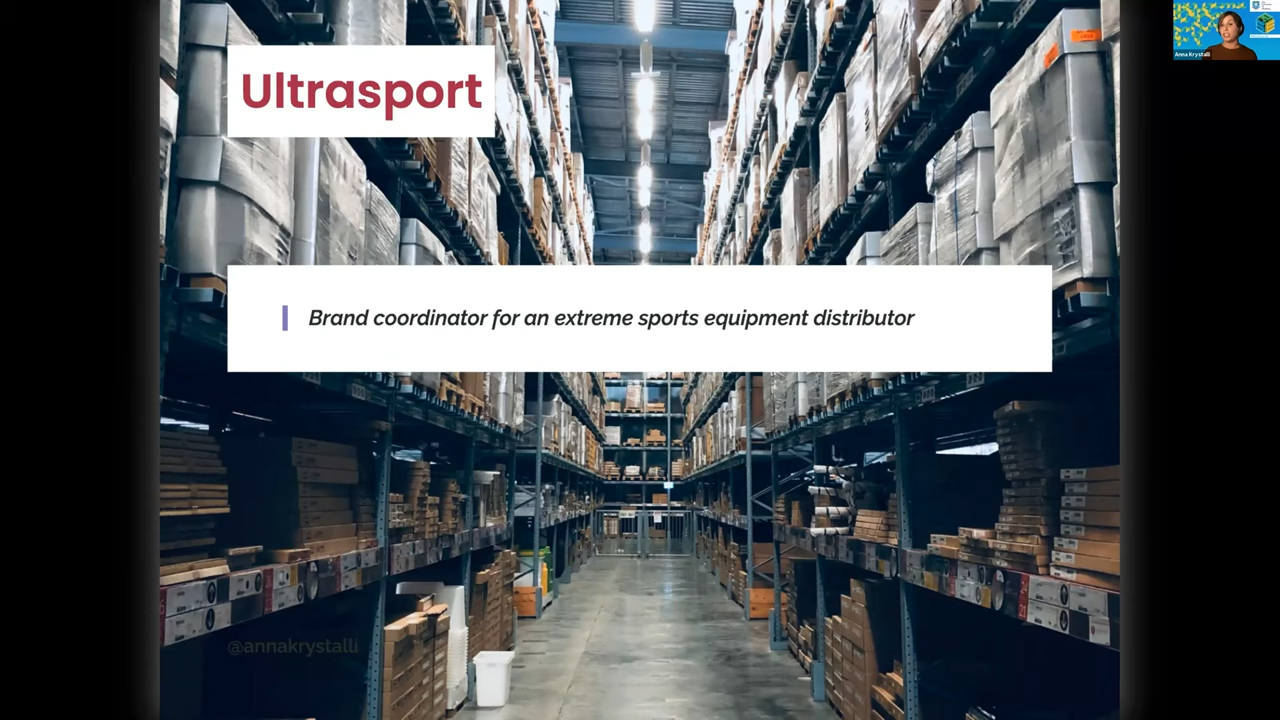 Ultrasport
Brand coordinator for an extreme sports equipment distributor
@annakrystalli
Anna Krystalli